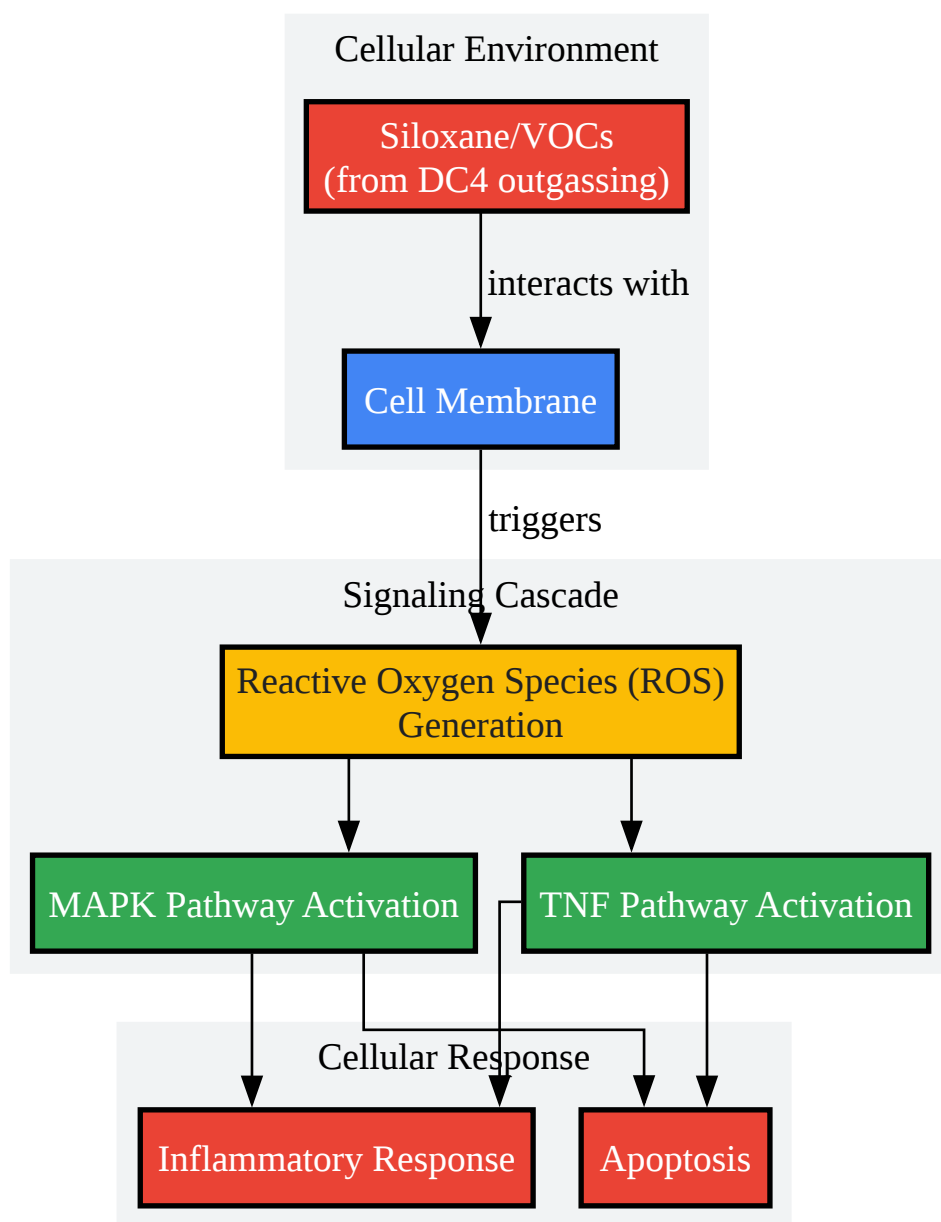 Cellular Environment
Siloxane/VOCs
(from DC4 outgassing)
interacts with
Cell Membrane
triggers
Signaling Cascade
Reactive Oxygen Species (ROS)
Generation
MAPK Pathway Activation
TNF Pathway Activation
Cellular Response
Inflammatory Response
Apoptosis